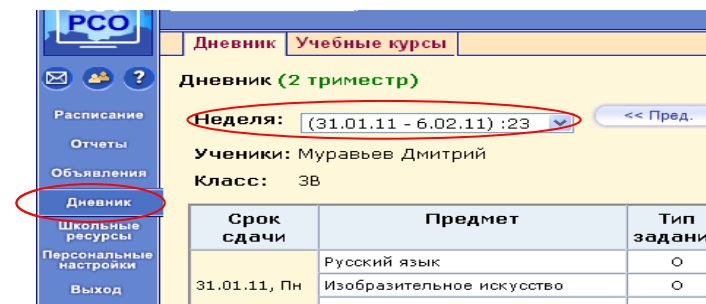 РСО
Дневник Учебные курсы
?
Дневник (2 триместр)
Расписание
Отчеты
Объявления
Дневник
Школьные
ресурсы
Персональные
настройки
Выход
Неделя: (31.01.11 - 6.02.11) :23 << Пред.
Ученики: Муравьев Дмитрий
Класс: 3В
Срок
сдачи
Предмет
Тип
задани
31.01.11, Пн
Русский язык О
Изобразительное искусство О